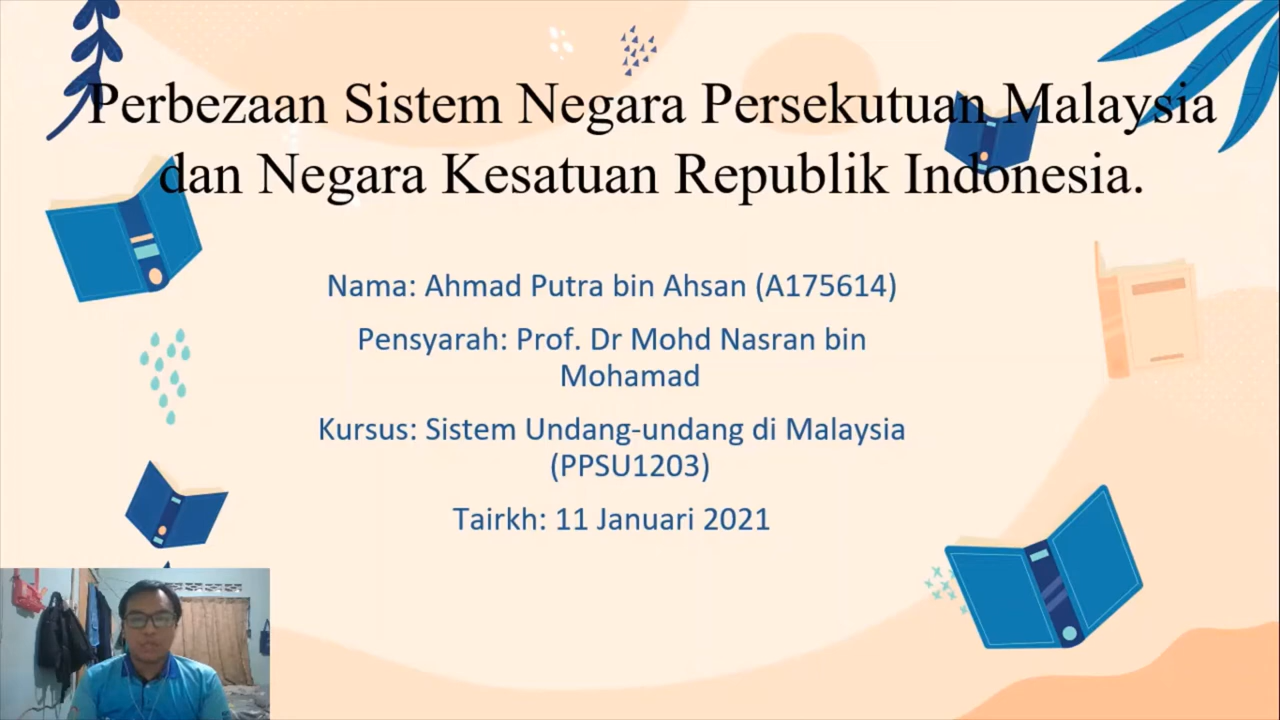 Perbezaan Sistem Negara Persekutuan Malaysia
dan Negara Kesatuan Republik Indonesia.
Nama: Ahmad Putra bin Ahsan (A175614)
Pensyarah: Prof. Dr Mohd Nasran bin
Mohamad
Kursus: Sistem Undang-undang di Malaysia
(PPSU1203)
Tairkh: 11 Januari 2021